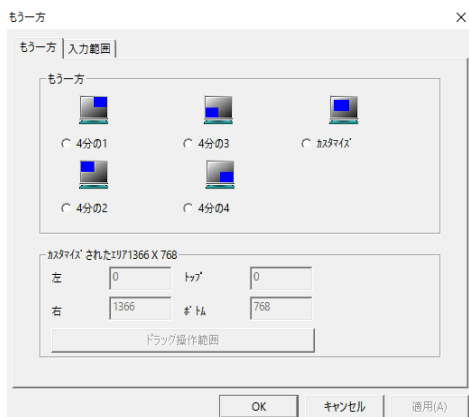 もう一方
もう一方 入力範囲
もう一方
4分の1 4分の3 ｶｽﾀﾏｲｽﾞ
4分の2 4分の4
ｶｽﾀﾏｲｽﾞされたｴﾘｱ1366 X 768
左 0 ﾄｯﾌﾟ 0
右 1366 ﾎﾞﾄﾑ 768
ドラッグ操作範囲
OK キャンセル 適用(A)